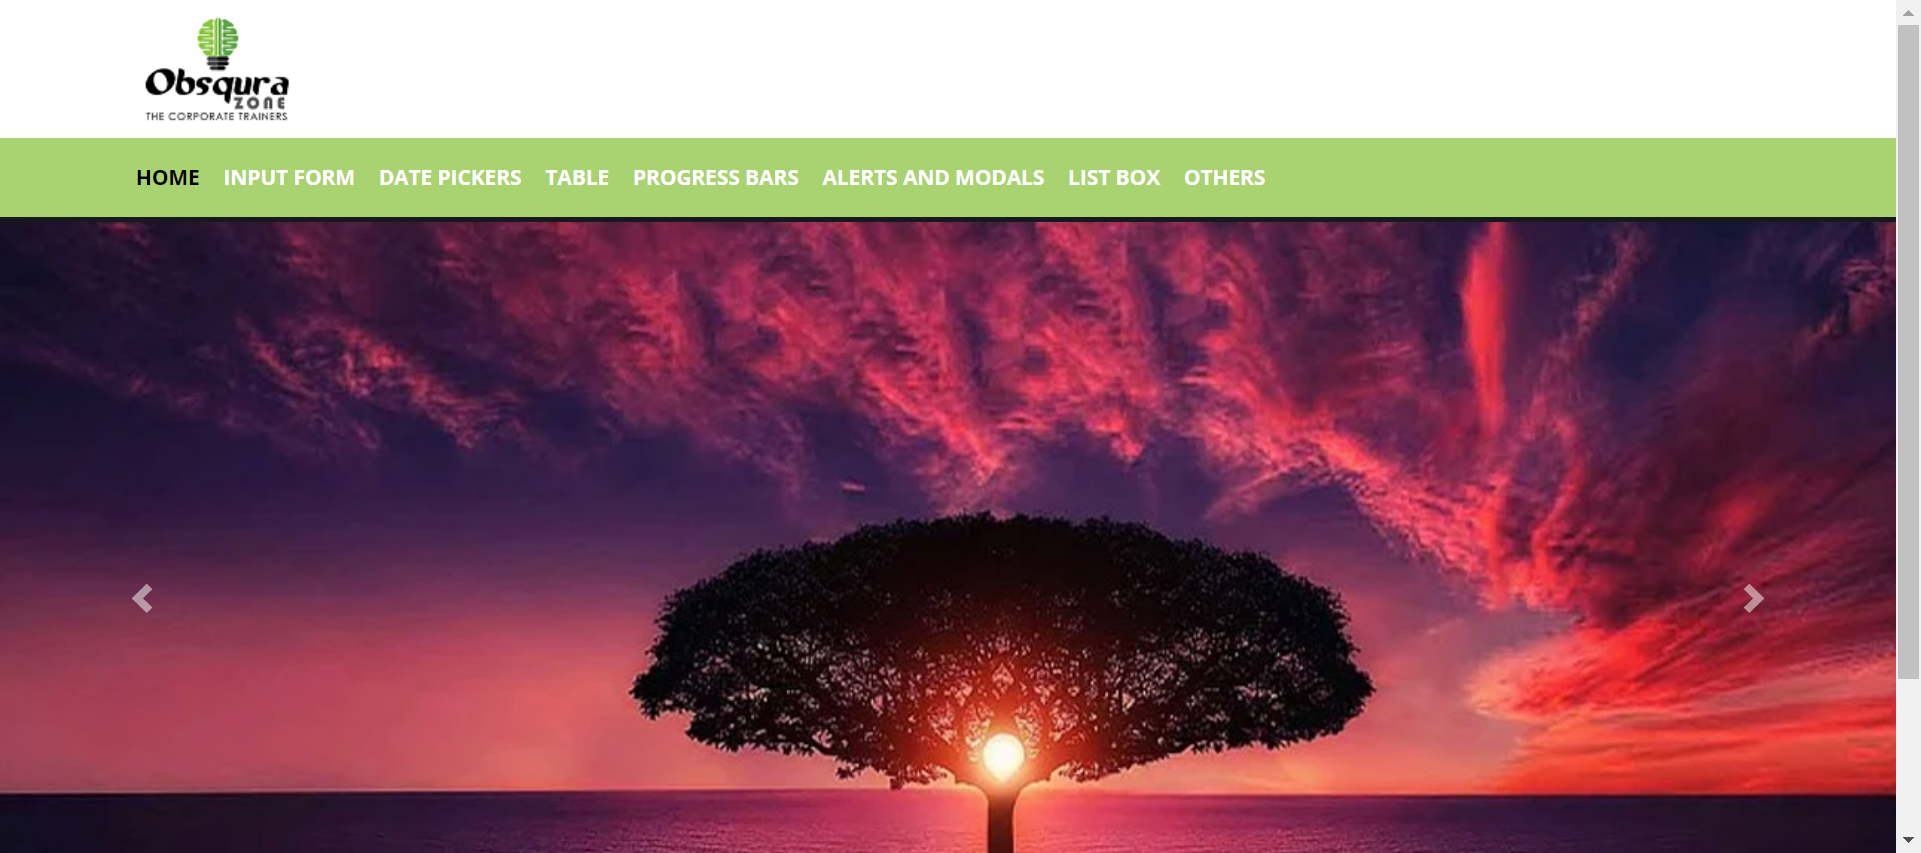 Obsqura
ZONE
THE CORPORATE TRAINERS
HOME INPUT FORM DATE PICKERS TABLE PROGRESS BARS ALERTS AND MODALS LIST BOX OTHERS